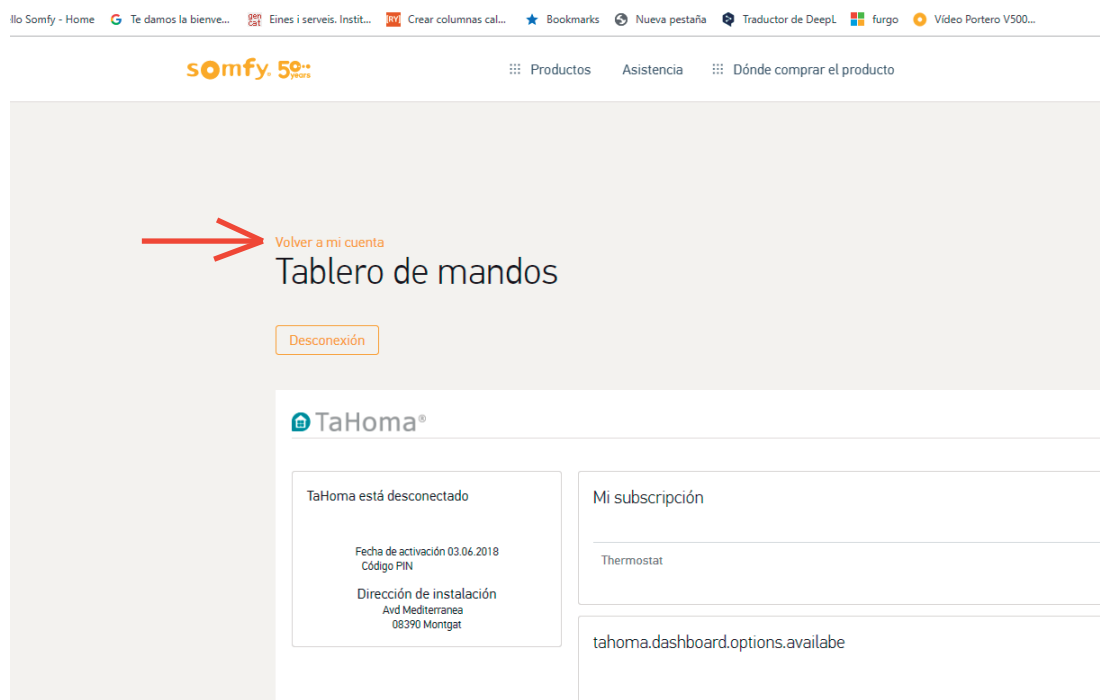 llo Somfy - Home Te damos la bienve... gen cat Eines i serveis. Instit... RY Crear columnas cal... Bookmarks Nueva pestaña Traductor de DeepL furgo Vídeo Portero V500...
somfy. 50 years Productos Asistencia Dónde comprar el producto
Volver a mi cuenta
Tablero de mandos
Desconexión
TaHoma®
TaHoma está desconectado
Fecha de activación 03.06.2018
Código PIN
Dirección de instalación
Avd Mediterranea
08390 Montgat
Mi subscripción
Thermostat
tahoma.dashboard.options.availabe